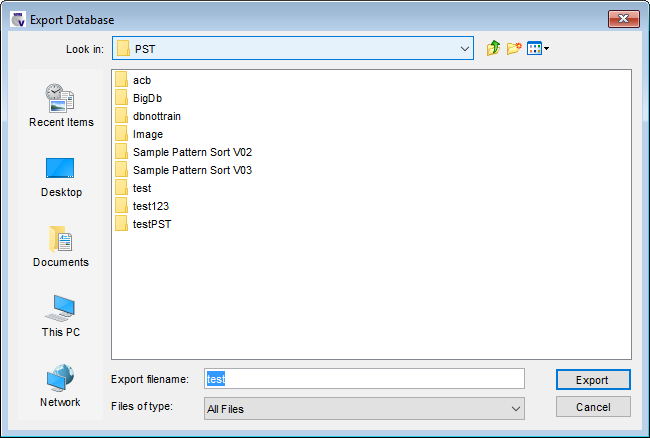 Export Database
Look in: PST
Recent Items
Desktop
Documents
This PC
Network
acb
BigDb
dbnottrain
Image
Sample Pattern Sort V02
Sample Pattern Sort V03
test
test123
testPST
Export filename: test
Export
Files of type: All Files
Cancel